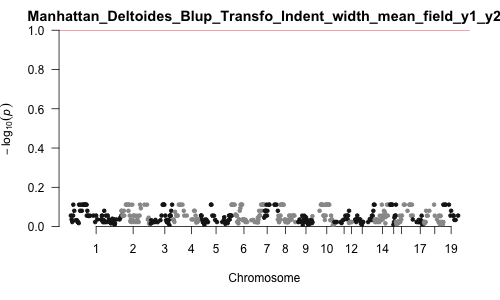 Manhattan_Deltoides_Blup_Transfo_Indent_width_mean_field_y1_y2
1.0
0.8
0.6
0.4
0.2
0.0
− log₁₀(p)
1 2 3 4 5 6 7 8 9 10 12 14 17 19
Chromosome